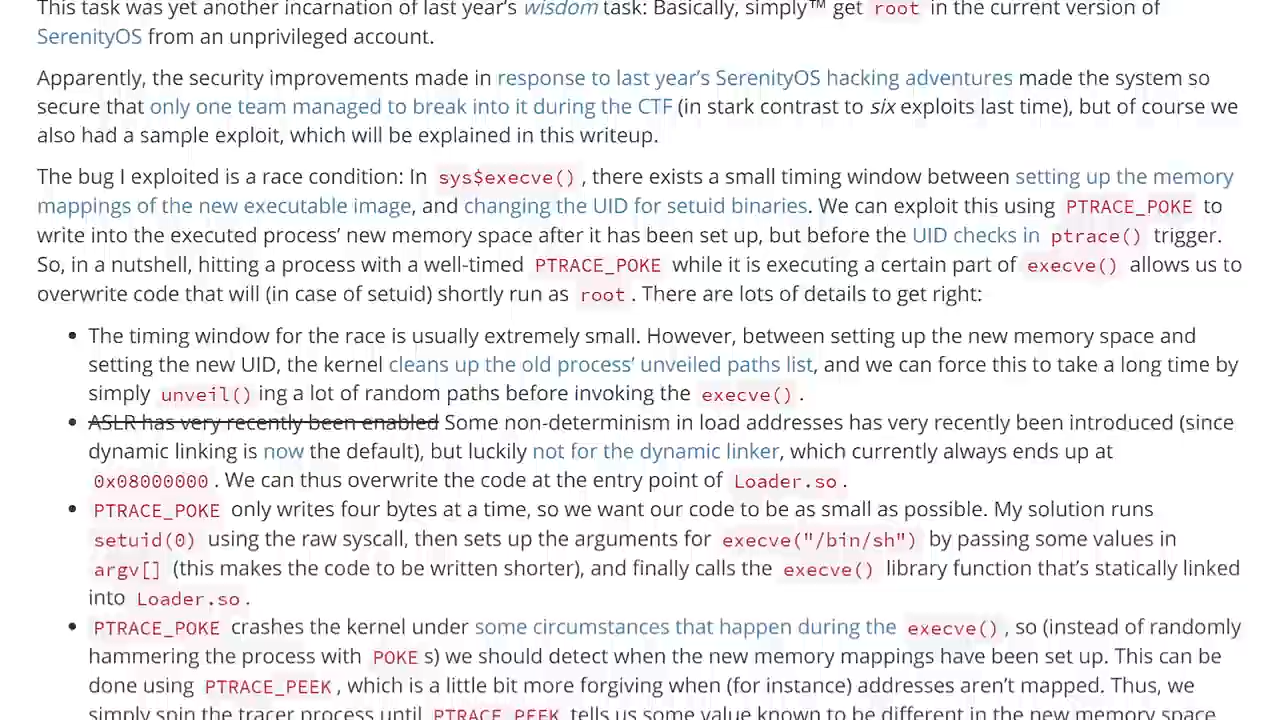 This task was yet another incarnation of last year's wisdom task: Basically, simply™ get root in the current version of
SerenityOS from an unprivileged account.
Apparently, the security improvements made in response to last year's SerenityOS hacking adventures made the system so
secure that only one team managed to break into it during the CTF (in stark contrast to six exploits last time), but of course we
also had a sample exploit, which will be explained in this writeup.
The bug I exploited is a race condition: In sys$execve(), there exists a small timing window between setting up the memory
mappings of the new executable image, and changing the UID for setuid binaries. We can exploit this using PTRACE_POKE to
write into the executed process' new memory space after it has been set up, but before the UID checks in ptrace() trigger.
So, in a nutshell, hitting a process with a well-timed PTRACE_POKE while it is executing a certain part of execve() allows us to
overwrite code that will (in case of setuid) shortly run as root. There are lots of details to get right:
• The timing window for the race is usually extremely small. However, between setting up the new memory space and
setting the new UID, the kernel cleans up the old process' unveiled paths list, and we can force this to take a long time by
simply unveil()ing a lot of random paths before invoking the execve().
• ASLR has very recently been enabled Some non-determinism in load addresses has very recently been introduced (since
dynamic linking is now the default), but luckily not for the dynamic linker, which currently always ends up at
0x08000000. We can thus overwrite the code at the entry point of Loader.so.
• PTRACE_POKE only writes four bytes at a time, so we want our code to be as small as possible. My solution runs
setuid(0) using the raw syscall, then sets up the arguments for execve("/bin/sh") by passing some values in
argv[] (this makes the code to be written shorter), and finally calls the execve() library function that's statically linked
into Loader.so.
• PTRACE_POKE crashes the kernel under some circumstances that happen during the execve(), so (instead of randomly
hammering the process with POKEs) we should detect when the new memory mappings have been set up. This can be
done using PTRACE_PEEK, which is a little bit more forgiving when (for instance) addresses aren't mapped. Thus, we
simply spin the tracer process until PTRACE_PEEK tells us some value known to be different in the new memory space